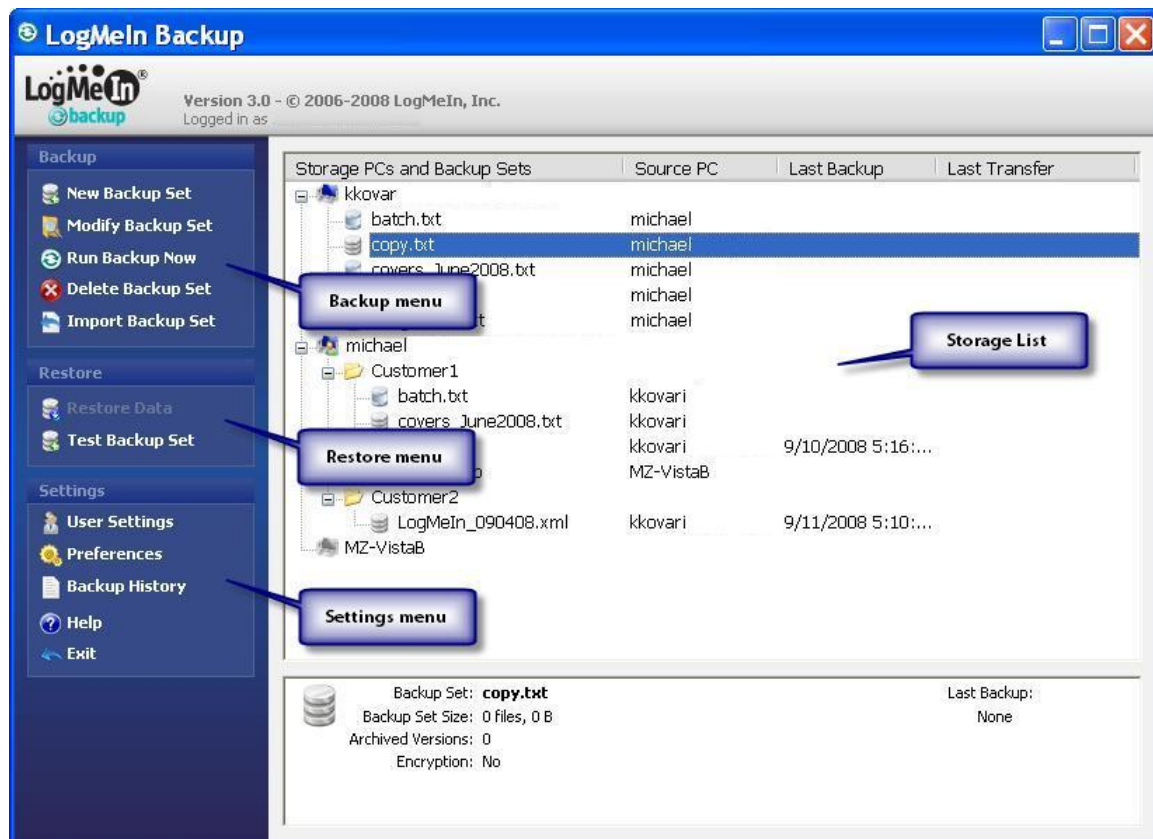 LogMeIn Backup
LogMeIn®
backup
Version 3.0 - © 2006-2008 LogMeIn, Inc.
Logged in as
Backup
New Backup Set
Modify Backup Set
Run Backup Now
Delete Backup Set
Import Backup Set
Restore
Restore Data
Test Backup Set
Settings
User Settings
Preferences
Backup History
Help
Exit
Storage PCs and Backup Sets Source PC Last Backup Last Transfer
kkovar
batch.txt michael
copy.txt michael
covers_June2008.txt michael
michael
michael
michael
Customer1
batch.txt kkovari
covers_June2008.txt kkovari
kkovari 9/10/2008 5:16:...
MZ-VistaB
Customer2
LogMeIn_090408.xml kkovari 9/11/2008 5:10:...
MZ-VistaB
Backup menu
Storage List
Restore menu
Settings menu
Backup Set: copy.txt Last Backup:
Backup Set Size: 0 files, 0 B None
Archived Versions: 0
Encryption: No